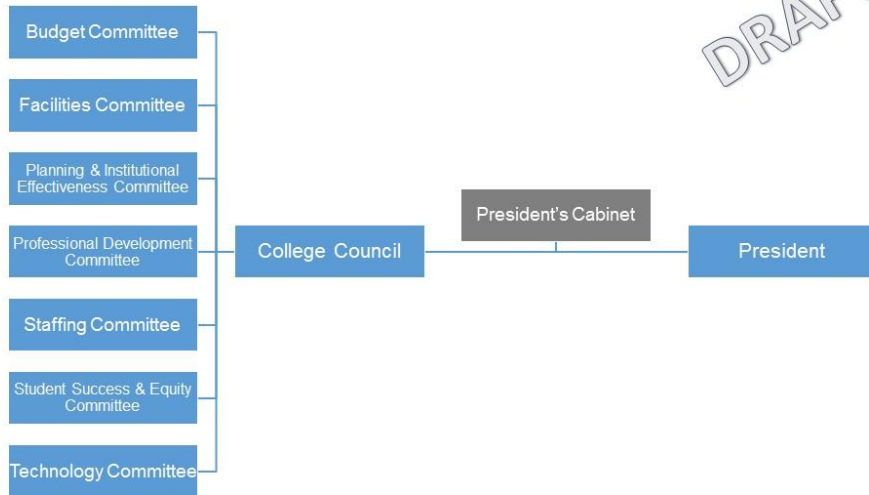 Budget Committee
Facilities Committee
Planning & Institutional
Effectiveness Committee
Professional Development
Committee
Staffing Committee
Student Success & Equity
Committee
Technology Committee
College Council
President's Cabinet
President